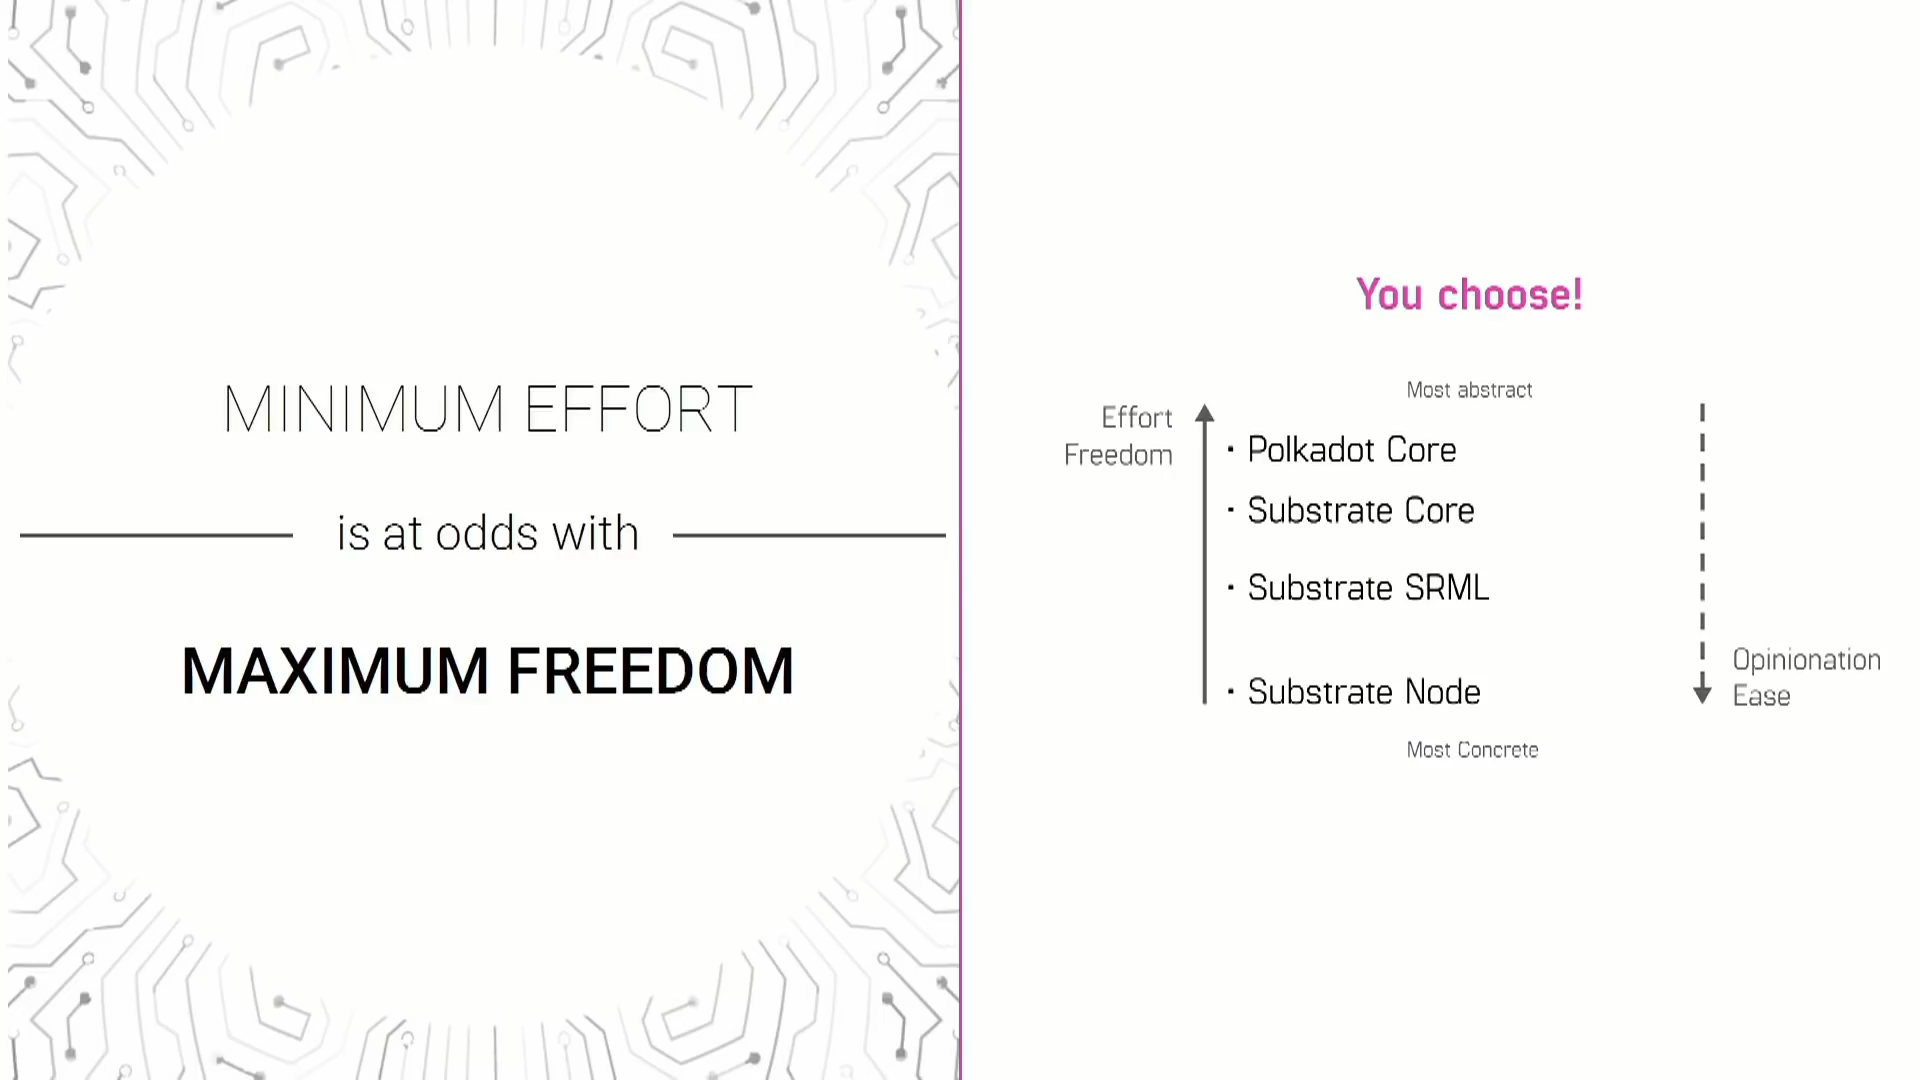 MINIMUM EFFORT
is at odds with
MAXIMUM FREEDOM
You choose!
Most abstract
Effort
Freedom
· Polkadot Core
· Substrate Core
· Substrate SRML
· Substrate Node
Opinionation
Ease
Most Concrete